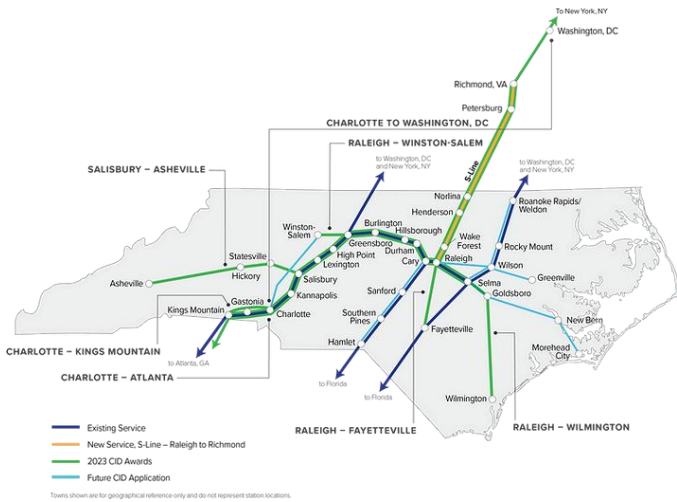 To New York, NY
Washington, DC
Richmond, VA
Petersburg
CHARLOTTE TO WASHINGTON, DC
RALEIGH – WINSTON-SALEM
to Washington, DC
and New York, NY
S-Line
to Washington, DC
and New York, NY
SALISBURY – ASHEVILLE
Norlina
Henderson
Roanoke Rapids/
Weldon
Winston-
Salem
Burlington
Hillsborough
Greensboro
Durham
Wake
Forest
Rocky Mount
Statesville
High Point
Cary
Raleigh
Wilson
Hickory
Lexington
Asheville
Salisbury
Greenville
Selma
Kannapolis
Sanford
Goldsboro
Gastonia
Kings Mountain
Charlotte
Southern
Pines
Fayetteville
New Bern
Hamlet
Morehead
City
CHARLOTTE – KINGS MOUNTAIN
to Atlanta, GA
CHARLOTTE – ATLANTA
to Florida
to Florida
Wilmington
RALEIGH – FAYETTEVILLE
RALEIGH – WILMINGTON
Existing Service
New Service, S-Line – Raleigh to Richmond
2023 CID Awards
Future CID Application
Towns shown are for geographical reference only and do not represent station locations.